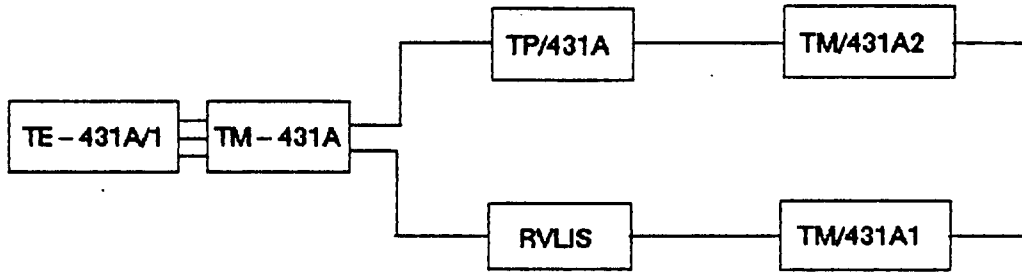 TP/431A
TM/431A2
TE – 431A/1
TM – 431A
RVLIS
TM/431A1